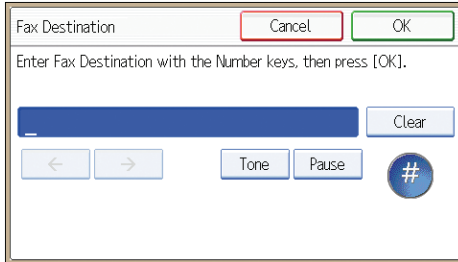 Fax Destination Cancel OK
Enter Fax Destination with the Number keys, then press [OK].
_
Clear
← → Tone Pause #